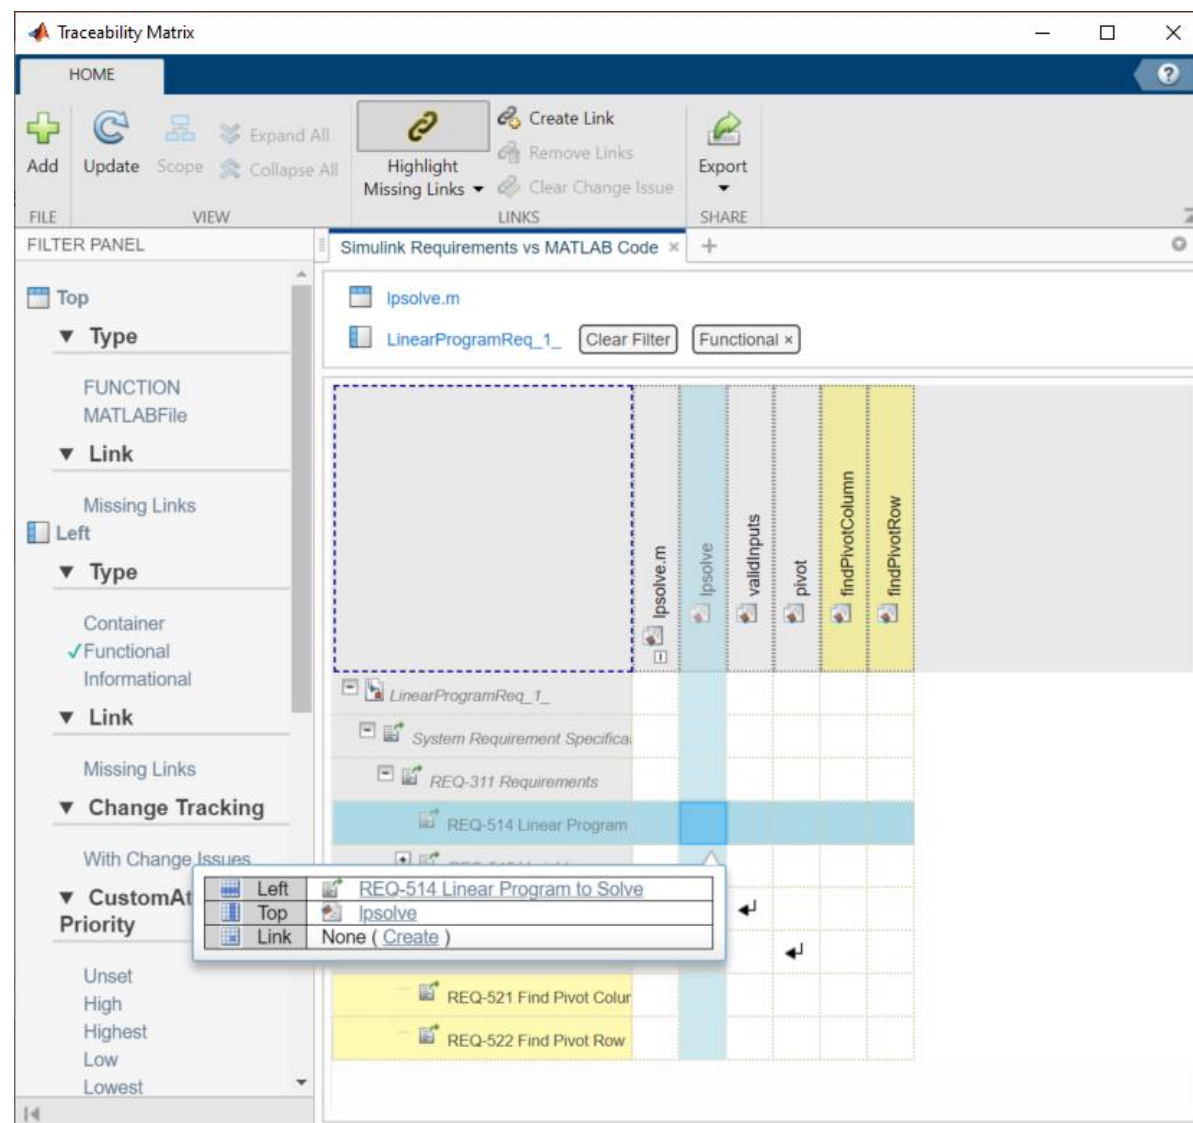 Traceability Matrix
HOME
Add
Update
Scope
Expand All
Collapse All
Highlight
Missing Links
Create Link
Remove Links
Clear Change Issue
Export
FILE
VIEW
LINKS
SHARE
FILTER PANEL
Top
Type
FUNCTION
MATLABFile
Link
Missing Links
Left
Type
Container
Functional
Informational
Link
Missing Links
Change Tracking
With Change Issues
CustomAt
Priority
Unset
High
Highest
Low
Lowest
Simulink Requirements vs MATLAB Code × +
lpsolve.m
LinearProgramReq_1_ Clear Filter Functional ×
lpsolve.m
lpsolve
validInputs
pivot
findPivotColumn
findPivotRow
LinearProgramReq_1_
System Requirement Specifica
REQ-311 Requirements
REQ-514 Linear Program
Left REQ-514 Linear Program to Solve
Top lpsolve
Link None ( Create )
REQ-521 Find Pivot Colur
REQ-522 Find Pivot Row